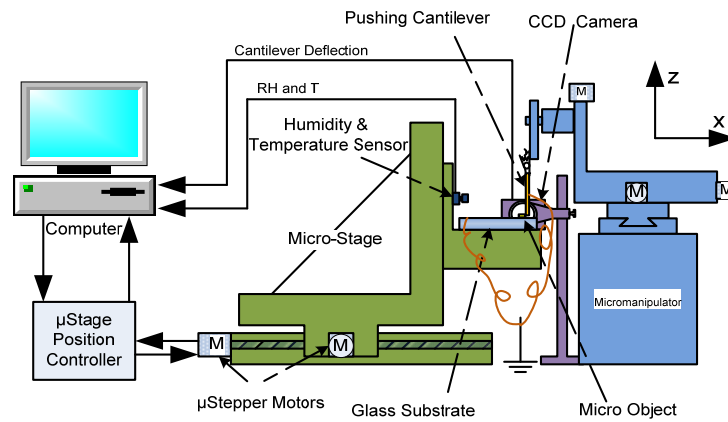 Pushing Cantilever
CCD Camera
Cantilever Deflection
M
Z
RH and T
X
Humidity &
Temperature Sensor
M
M
Computer
Micro-Stage
Micromanipulator
µStage
Position
Controller
M
M
µStepper Motors
Glass Substrate
Micro Object